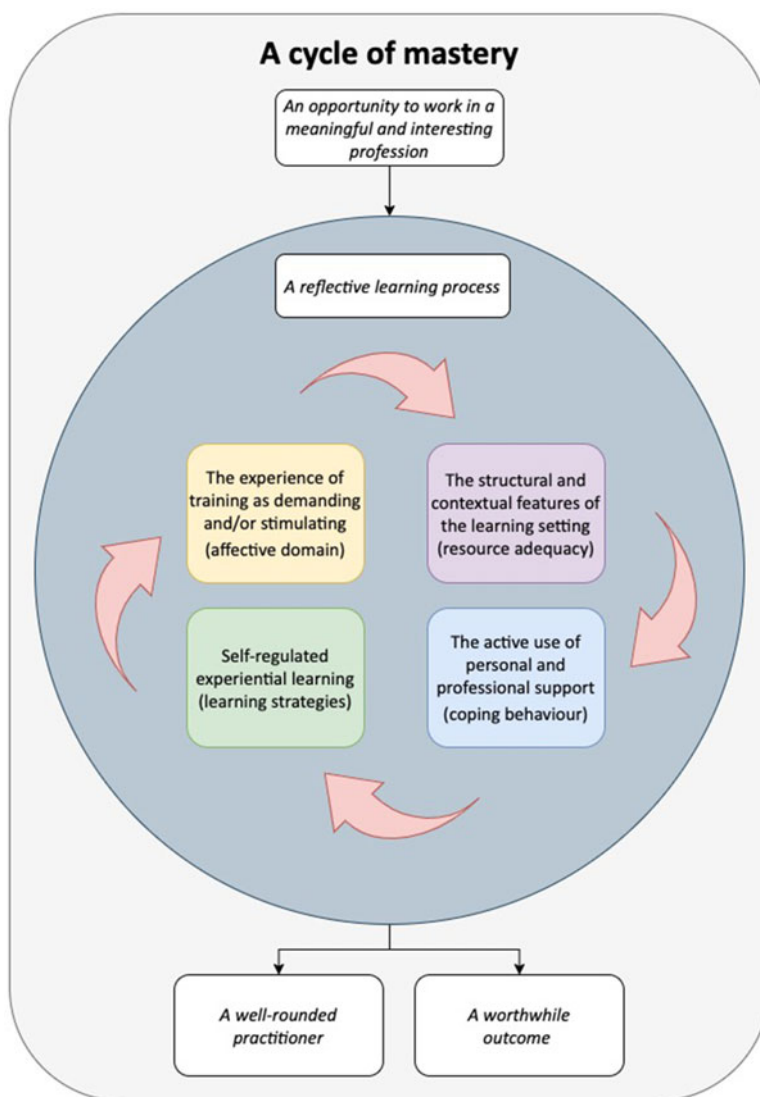 A cycle of mastery
An opportunity to work in a
meaningful and interesting
profession
A reflective learning process
The experience of
training as demanding
and/or stimulating
(affective domain)
The structural and
contextual features of
the learning setting
(resource adequacy)
Self-regulated
experiential learning
(learning strategies)
The active use of
personal and
professional support
(coping behaviour)
A well-rounded
practitioner
A worthwhile
outcome